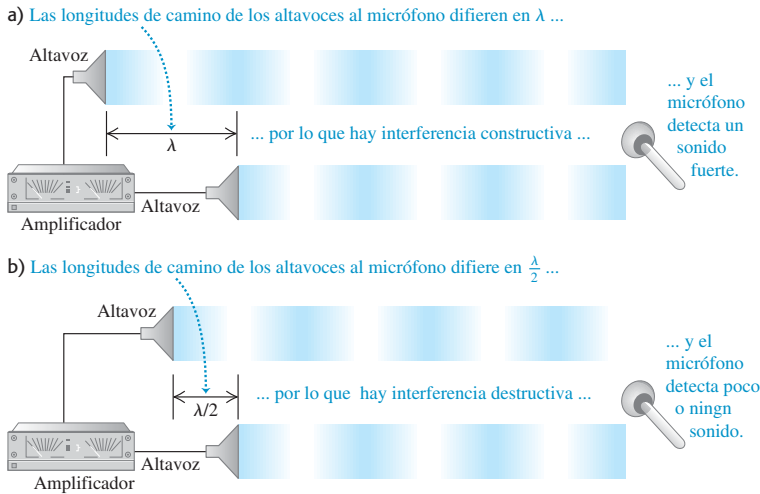 a) Las longitudes de camino de los altavoces al micrófono difieren en λ ...
Altavoz
... y el
micrófono
detecta un
sonido
fuerte.
λ
... por lo que hay interferencia constructiva ...
Altavoz
Amplificador
b) Las longitudes de camino de los altavoces al micrófono difiere en λ/2 ...
Altavoz
... y el
micrófono
detecta poco
o ningn
sonido.
λ/2
... por lo que hay interferencia destructiva ...
Altavoz
Amplificador